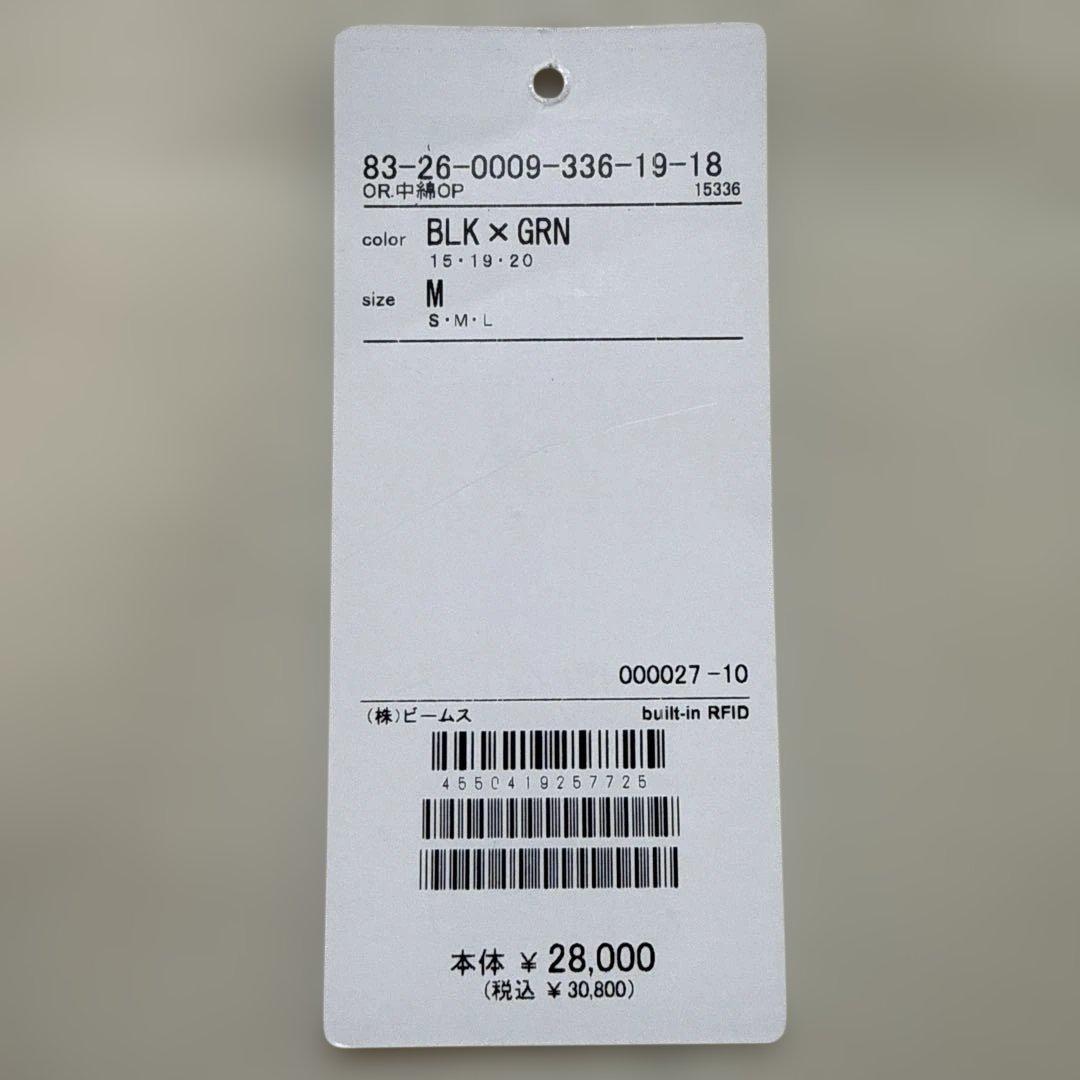 83-26-0009-336-19-18
OR.中綿OP 15336
color BLK×GRN
15・19・20
size M
S・M・L
000027-10
(株)ビームス built-in RFID
4550419257725
本体 ¥28,000
(税込 ¥30,800)